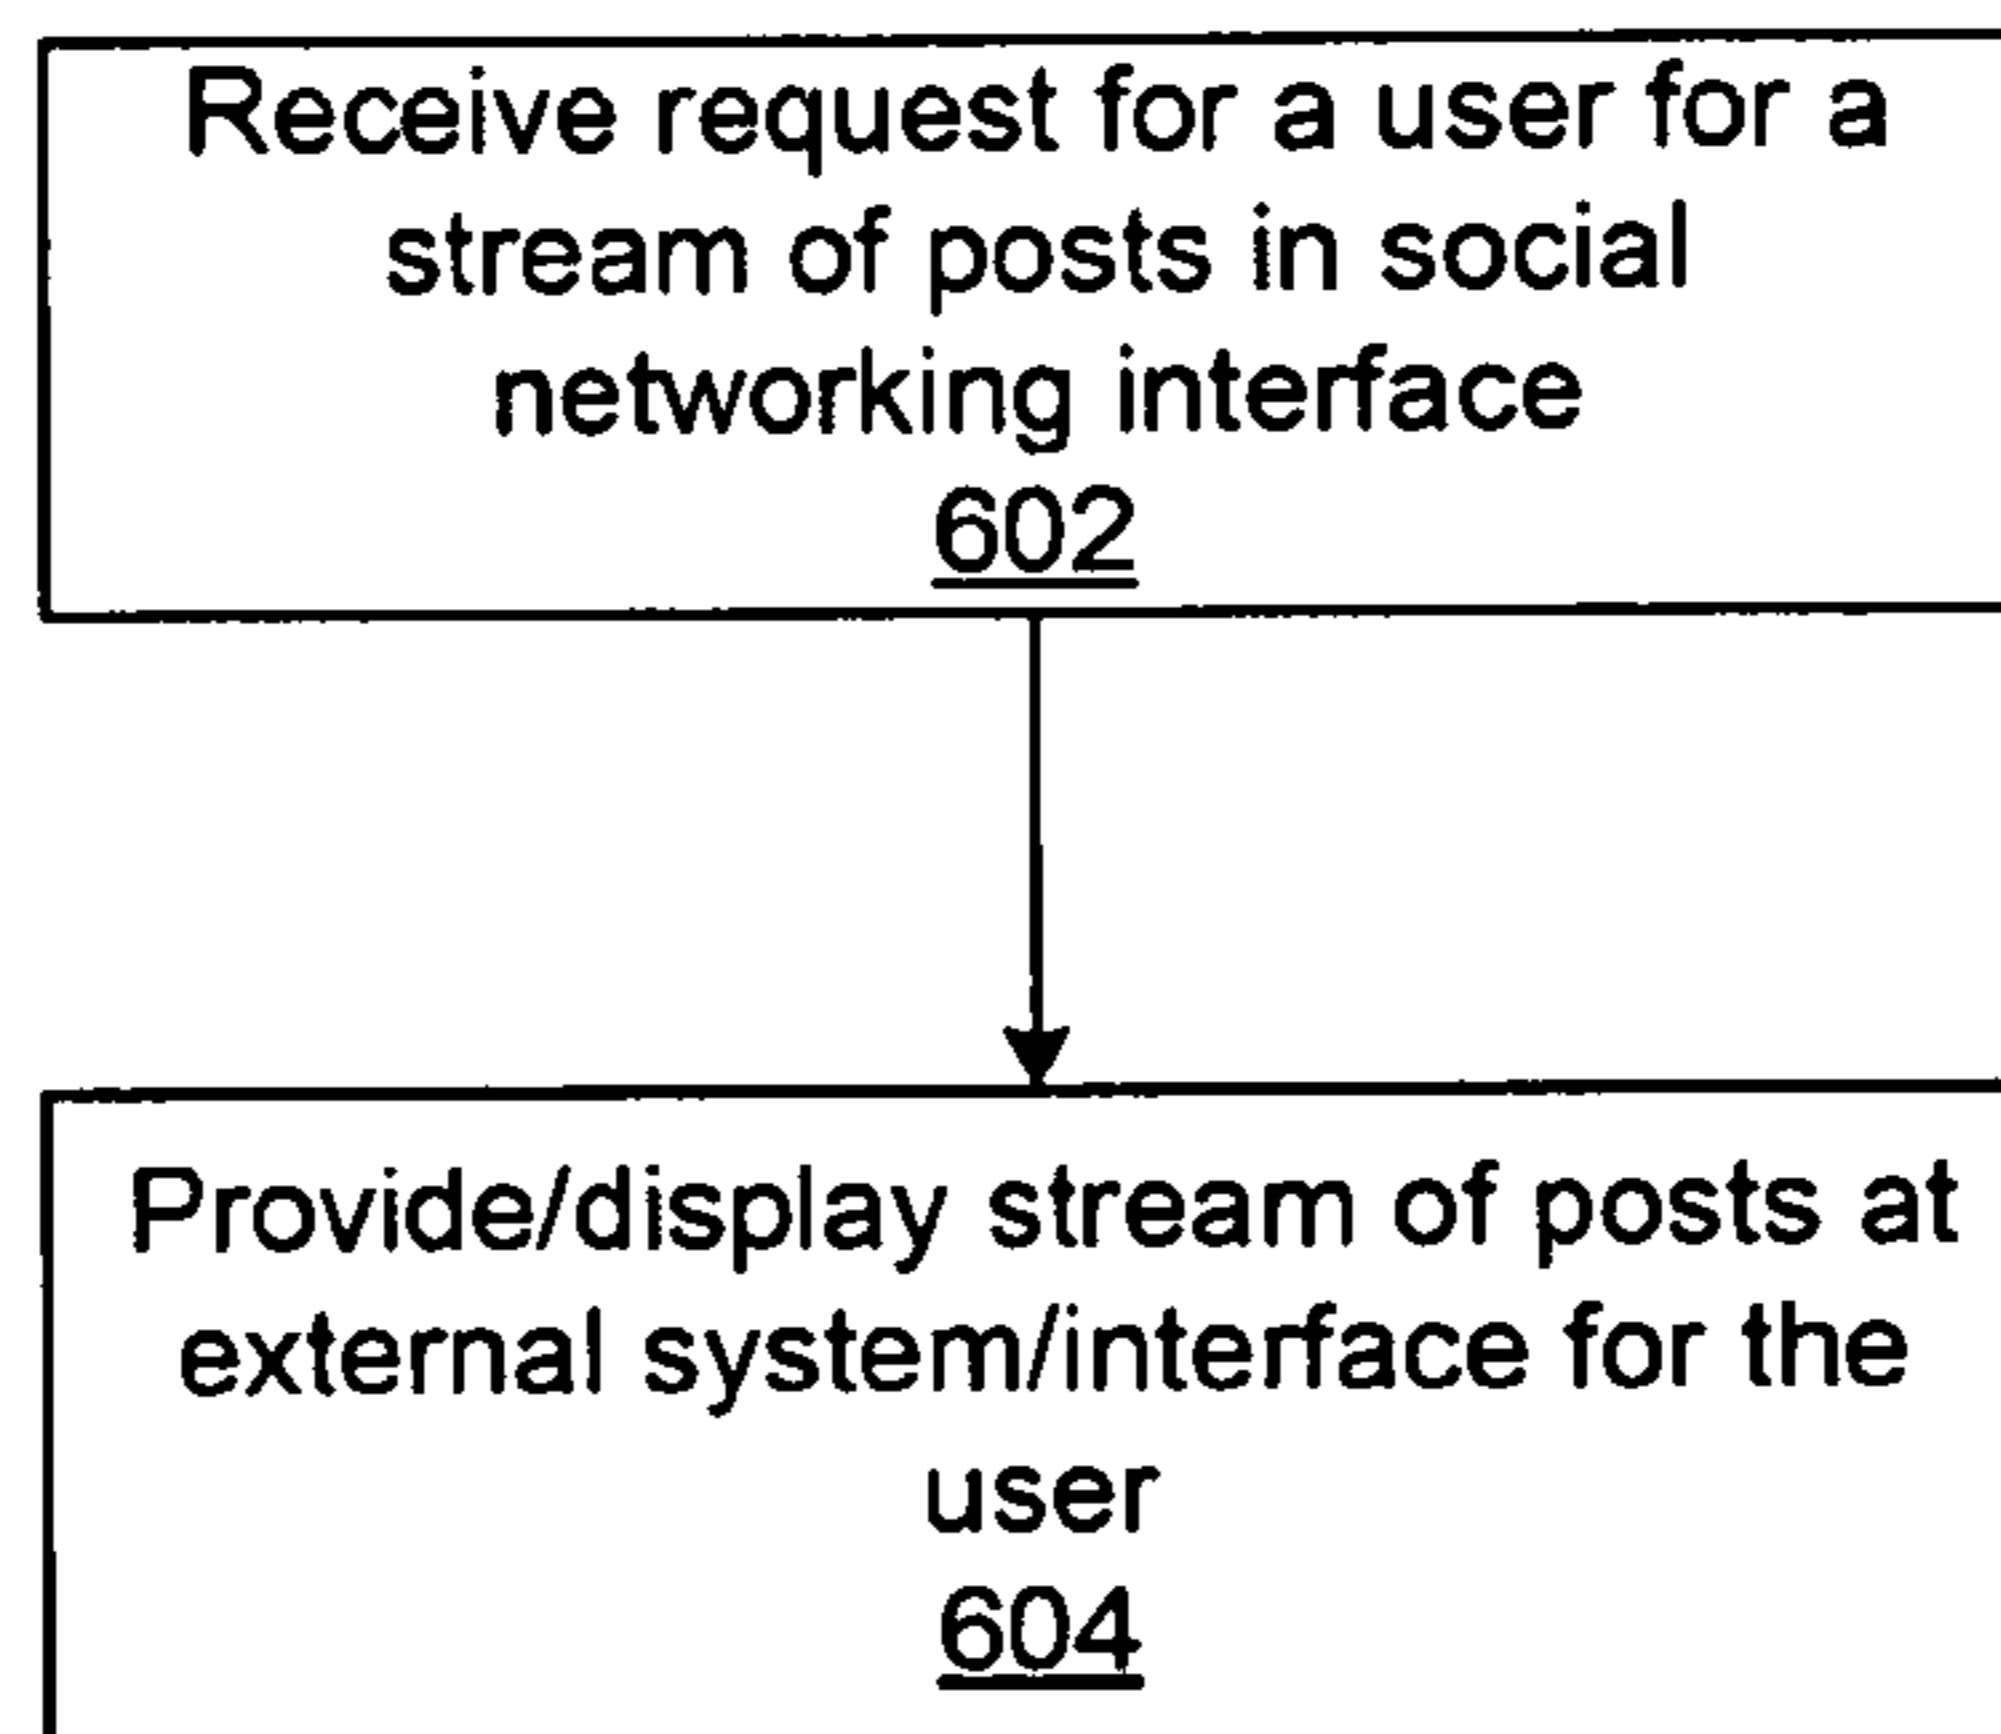 Receive request for a user for a
stream of posts in social
networking interface
602
Provide/display stream of posts at
external system/interface for the
user
604